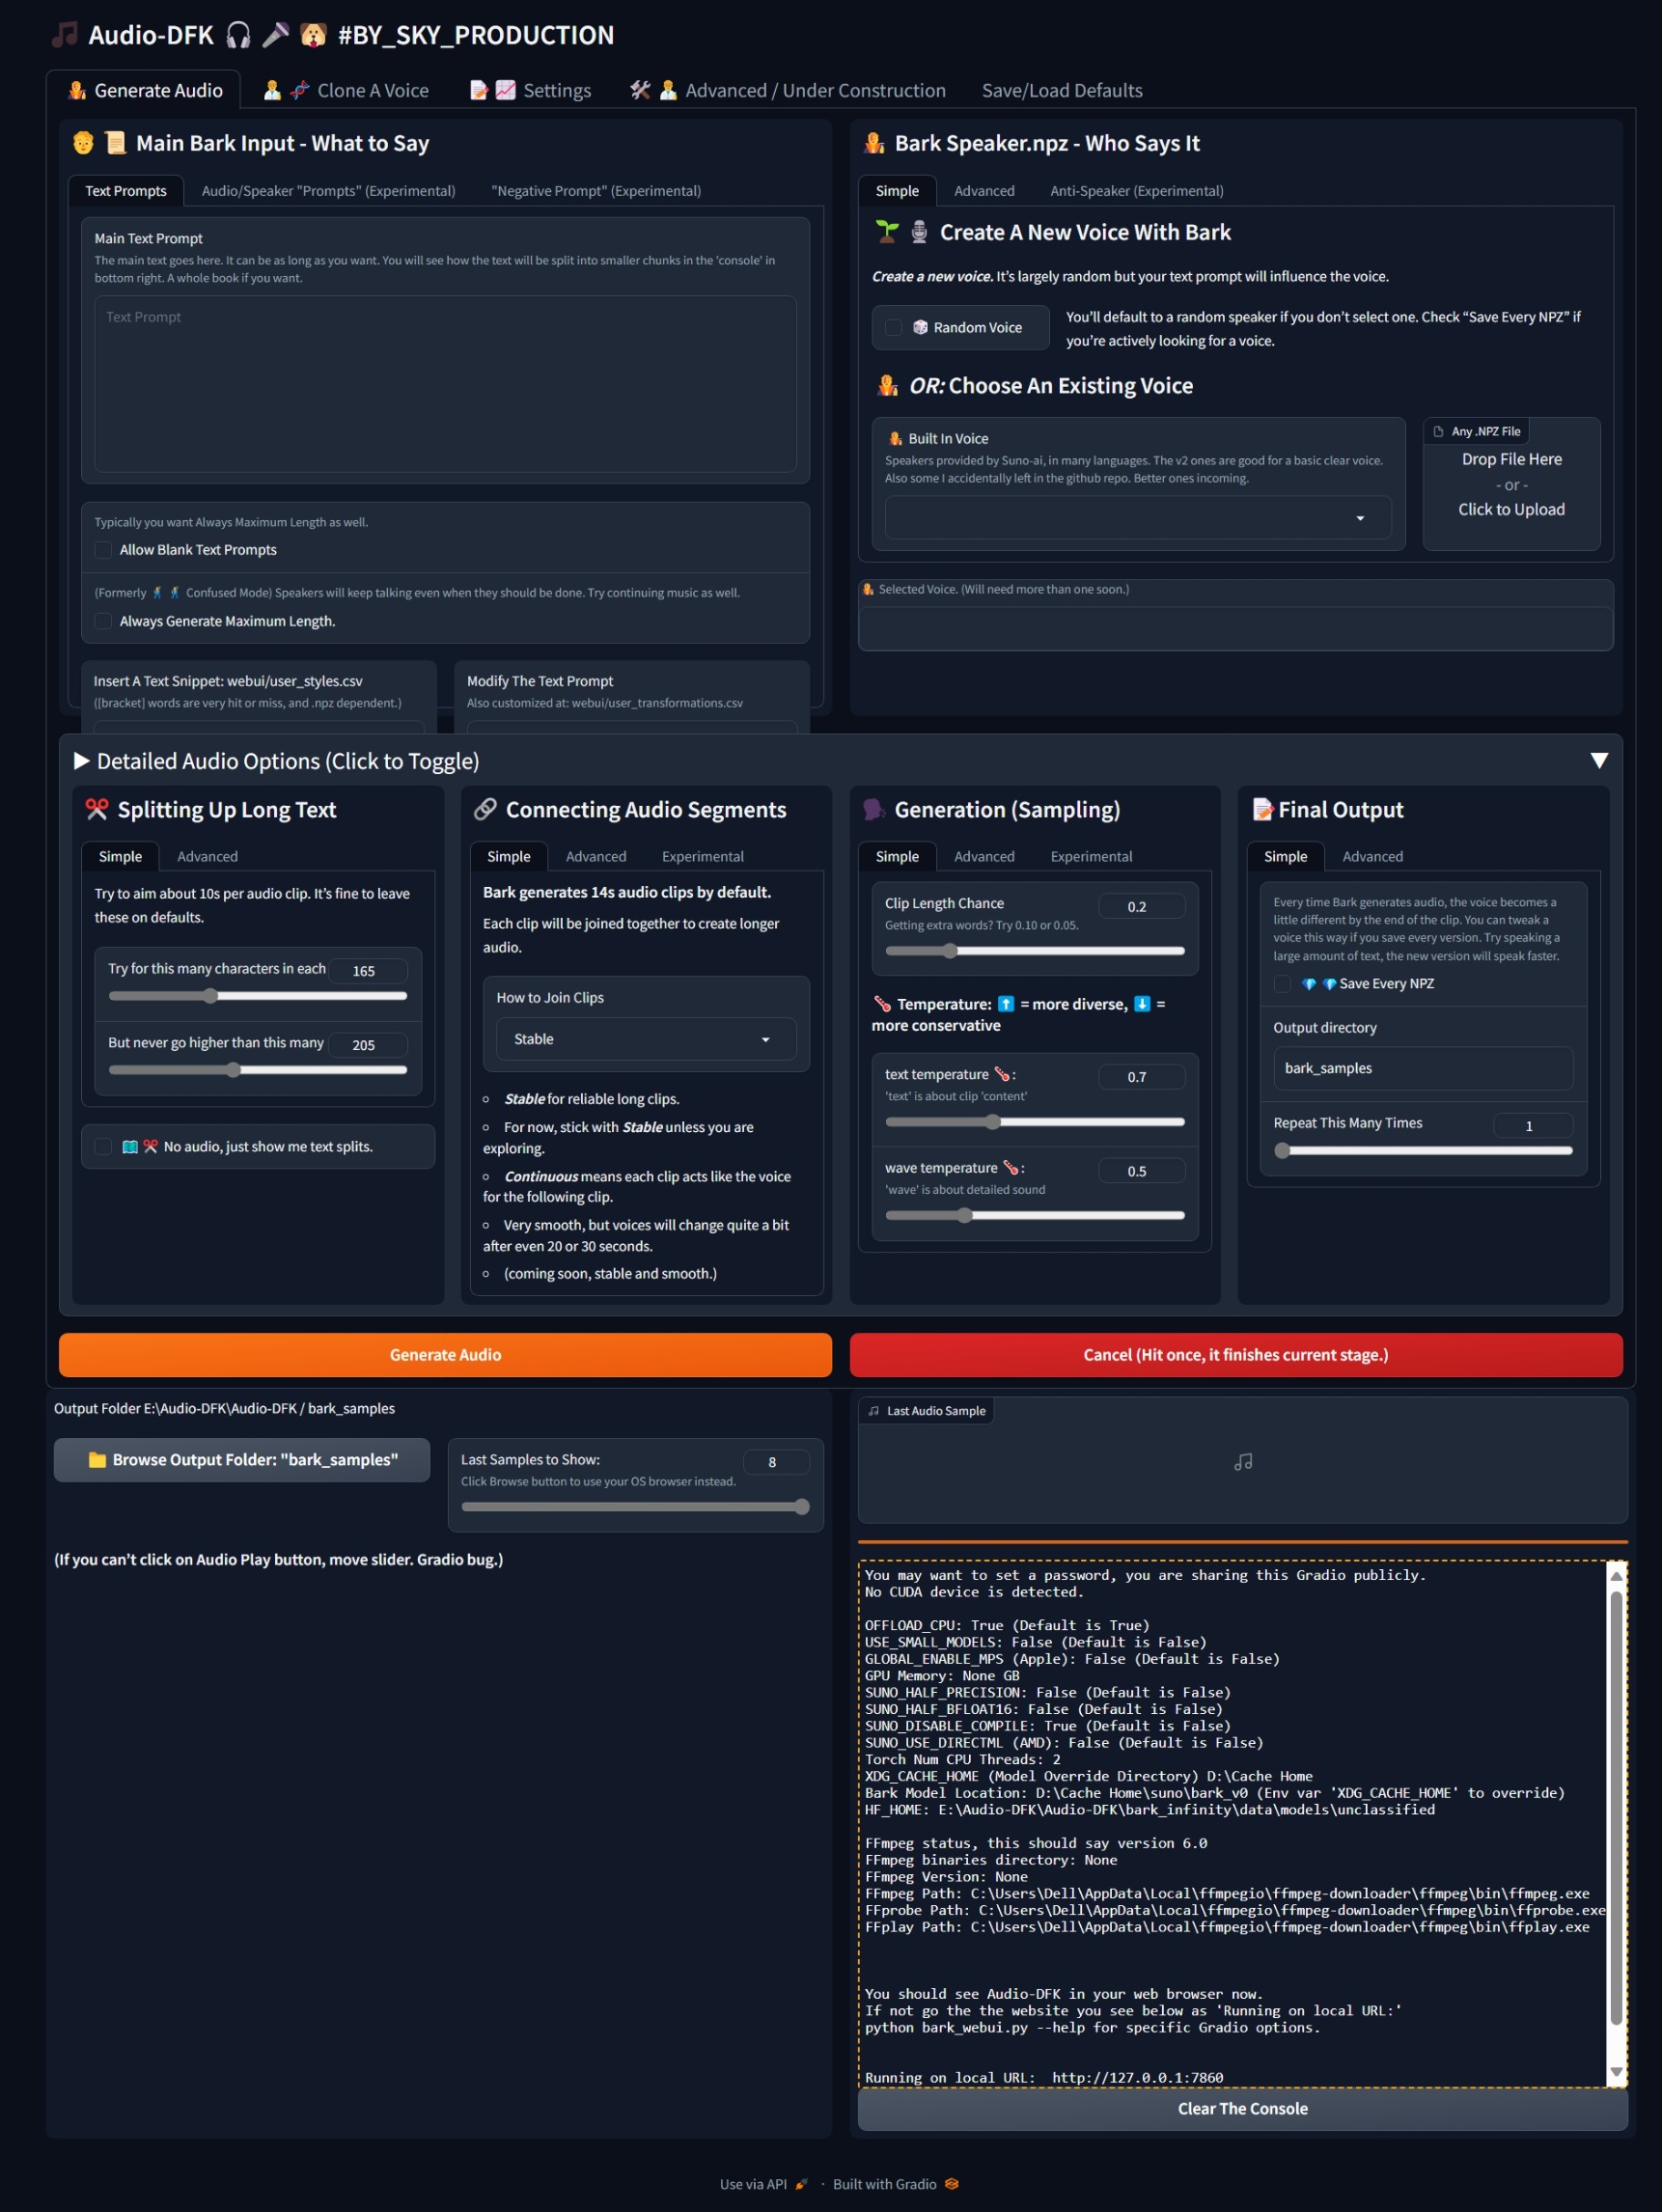 Audio-DFK #BY_SKY_PRODUCTION
Generate Audio
Clone A Voice
Settings
Advanced / Under Construction
Save/Load Defaults
Main Bark Input - What to Say
Text Prompts
Audio/Speaker "Prompts" (Experimental)
"Negative Prompt" (Experimental)
Main Text Prompt
The main text goes here. It can be as long as you want. You will see how the text will be split into smaller chunks in the 'console' in
bottom right. A whole book if you want.
Text Prompt
Typically you want Always Maximum Length as well.
Allow Blank Text Prompts
(Formerly Confused Mode) Speakers will keep talking even when they should be done. Try continuing music as well.
Always Generate Maximum Length.
Insert A Text Snippet: webui/user_styles.csv
([bracket] words are very hit or miss, and .npz dependent.)
Modify The Text Prompt
Also customized at: webui/user_transformations.csv
Bark Speaker.npz - Who Says It
Simple
Advanced
Anti-Speaker (Experimental)
Create A New Voice With Bark
Create a new voice. It’s largely random but your text prompt will influence the voice.
Random Voice
You’ll default to a random speaker if you don’t select one. Check “Save Every NPZ” if
you’re actively looking for a voice.
OR: Choose An Existing Voice
Built In Voice
Speakers provided by Suno-ai, in many languages. The v2 ones are good for a basic clear voice.
Also some I accidentally left in the github repo. Better ones incoming.
Any .NPZ File
Drop File Here
- or -
Click to Upload
Selected Voice. (Will need more than one soon.)
▶ Detailed Audio Options (Click to Toggle)
▼
Splitting Up Long Text
Simple
Advanced
Try to aim about 10s per audio clip. It’s fine to leave
these on defaults.
Try for this many characters in each
165
But never go higher than this many
205
No audio, just show me text splits.
Connecting Audio Segments
Simple
Advanced
Experimental
Bark generates 14s audio clips by default.
Each clip will be joined together to create longer
audio.
How to Join Clips
Stable
Stable for reliable long clips.
For now, stick with Stable unless you are
exploring.
Continuous means each clip acts like the voice
for the following clip.
Very smooth, but voices will change quite a bit
after even 20 or 30 seconds.
(coming soon, stable and smooth.)
Generation (Sampling)
Simple
Advanced
Experimental
Clip Length Chance
0.2
Getting extra words? Try 0.10 or 0.05.
Temperature: ⬆ = more diverse, ⬇ =
more conservative
text temperature :
0.7
'text' is about clip 'content'
wave temperature :
0.5
'wave' is about detailed sound
Final Output
Simple
Advanced
Every time Bark generates audio, the voice becomes a
little different by the end of the clip. You can tweak a
voice this way if you save every version. Try speaking a
large amount of text, the new version will speak faster.
Save Every NPZ
Output directory
bark_samples
Repeat This Many Times
1
Generate Audio
Cancel (Hit once, it finishes current stage.)
Output Folder E:\Audio-DFK\Audio-DFK / bark_samples
Browse Output Folder: "bark_samples"
Last Samples to Show:
8
Click Browse button to use your OS browser instead.
(If you can’t click on Audio Play button, move slider. Gradio bug.)
Last Audio Sample
You may want to set a password, you are sharing this Gradio publicly.
No CUDA device is detected.
OFFLOAD_CPU: True (Default is True)
USE_SMALL_MODELS: False (Default is False)
GLOBAL_ENABLE_MPS (Apple): False (Default is False)
GPU Memory: None GB
SUNO_HALF_PRECISION: False (Default is False)
SUNO_HALF_BFLOAT16: False (Default is False)
SUNO_DISABLE_COMPILE: True (Default is False)
SUNO_USE_DIRECTML (AMD): False (Default is False)
Torch Num CPU Threads: 2
XDG_CACHE_HOME (Model Override Directory) D:\Cache Home
Bark Model Location: D:\Cache Home\suno\bark_v0 (Env var 'XDG_CACHE_HOME' to override)
HF_HOME: E:\Audio-DFK\Audio-DFK\bark_infinity\data\models\unclassified
FFmpeg status, this should say version 6.0
FFmpeg binaries directory: None
FFmpeg Version: None
FFmpeg Path: C:\Users\Dell\AppData\Local\ffmpegio\ffmpeg-downloader\ffmpeg\bin\ffmpeg.exe
FFprobe Path: C:\Users\Dell\AppData\Local\ffmpegio\ffmpeg-downloader\ffmpeg\bin\ffprobe.exe
FFplay Path: C:\Users\Dell\AppData\Local\ffmpegio\ffmpeg-downloader\ffmpeg\bin\ffplay.exe
You should see Audio-DFK in your web browser now.
If not go the the website you see below as 'Running on local URL:'
python bark_webui.py --help for specific Gradio options.
Running on local URL:  http://127.0.0.1:7860
Clear The Console
Use via API · Built with Gradio